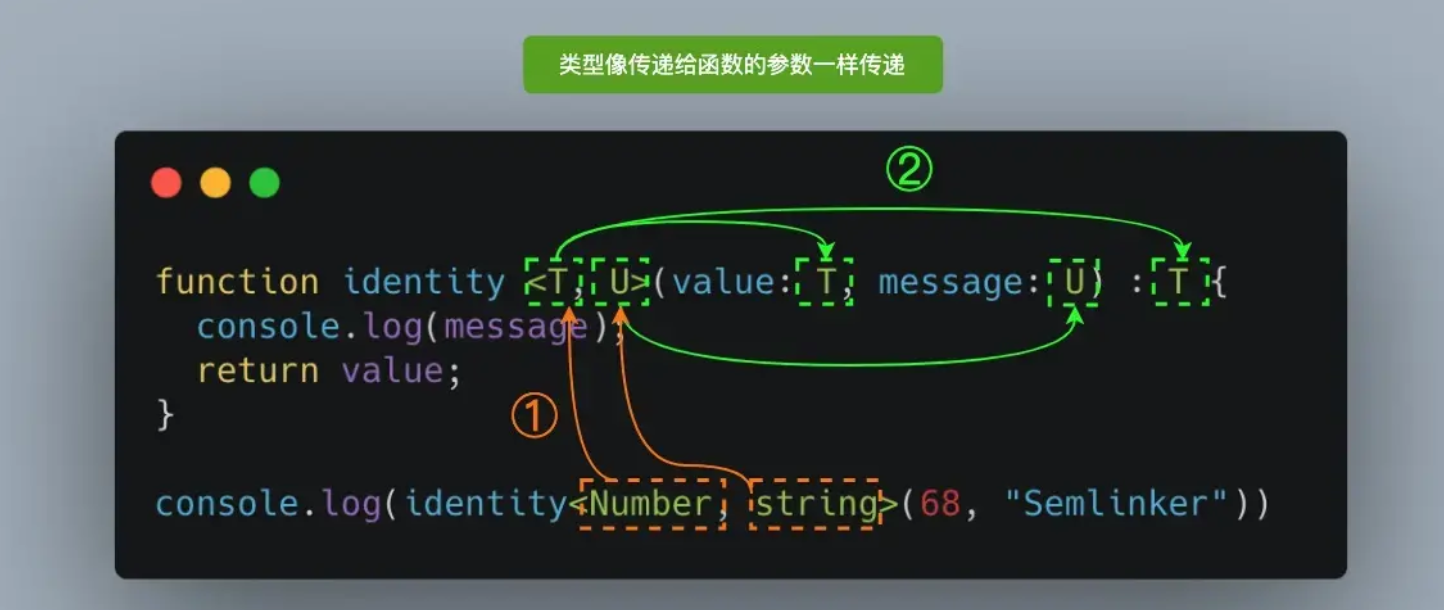 类型像传递给函数的参数一样传递
②
function identity <T, U>(value: T, message: U) : T {
console.log(message);
return value;
}
①
console.log(identity<Number, string>(68, "Semlinker"))